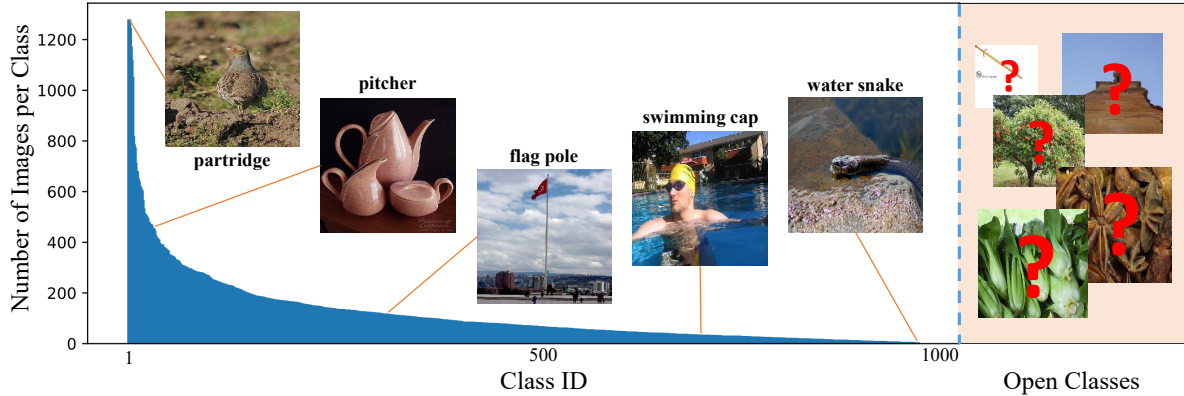 Number of Images per Class
1200
1000
800
600
400
200
0
partridge
pitcher
flag pole
swimming cap
water snake
?
?
?
?
?
1
500
1000
Class ID
Open Classes